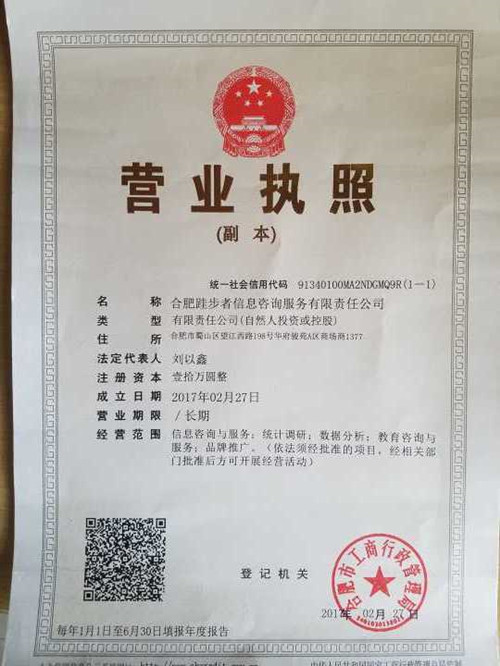 营业执照
(副 本)
统一社会信用代码 91340100MA2NDGMQ9R(1—1)
名 称 合肥跬步者信息咨询服务有限责任公司
类 型 有限责任公司(自然人投资或控股)
住 所 合肥市蜀山区望江西路198号华府骏苑A区商场商1377
法定代表人 刘以鑫
注册资本 壹拾万圆整
成立日期 2017年02月27日
营业期限 /长期
经营范围 信息咨询与服务；统计调研；数据分析；教育咨询与
服务；品牌推广。（依法须经批准的项目，经相关部
门批准后方可开展经营活动）
登记机关
合肥市工商行政管理局
2017年 02月 27日
每年1月1日至6月30日填报年度报告